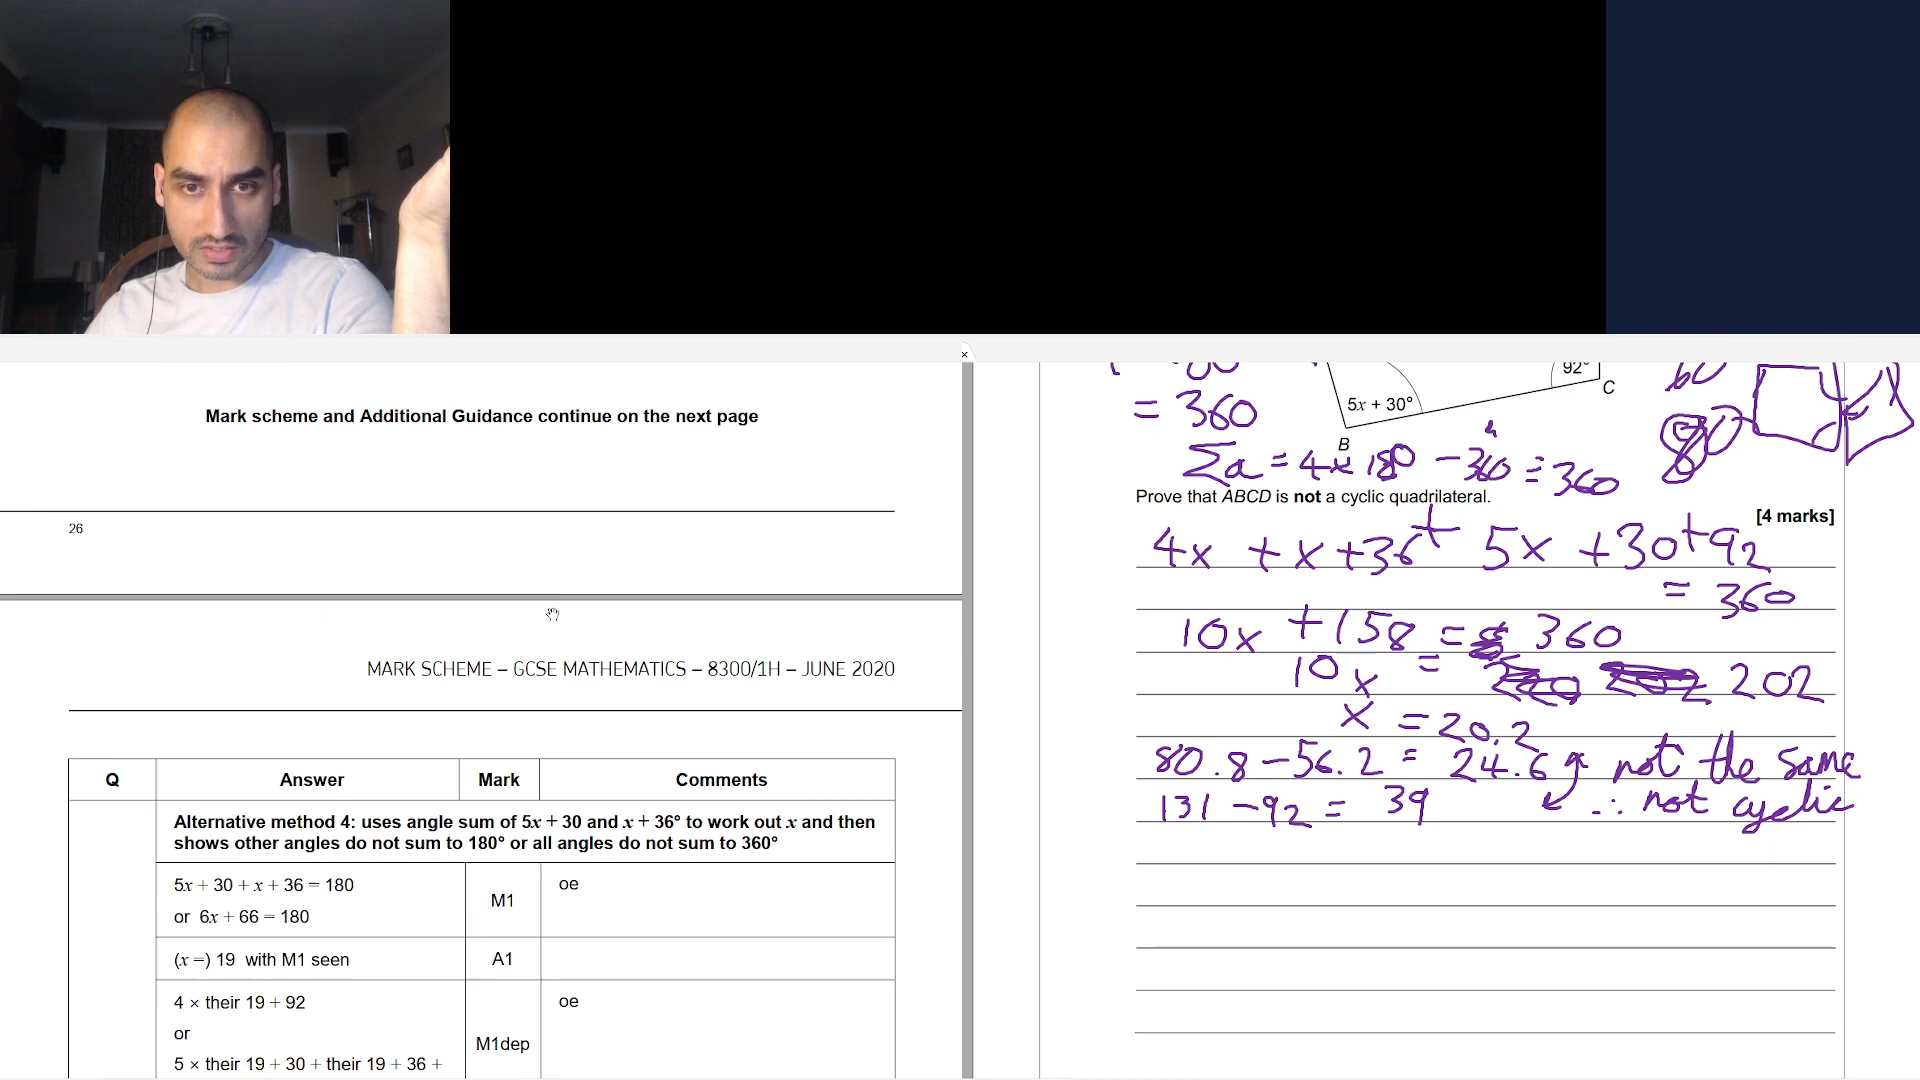 Mark scheme and Additional Guidance continue on the next page
26
MARK SCHEME – GCSE MATHEMATICS – 8300/1H – JUNE 2020
Q Answer Mark Comments
Alternative method 4: uses angle sum of 5x + 30 and x + 36° to work out x and then
shows other angles do not sum to 180° or all angles do not sum to 360°
5x + 30 + x + 36 = 180
or 6x + 66 = 180
M1
oe
(x =) 19 with M1 seen
A1
4 × their 19 + 92
or
5 × their 19 + 30 + their 19 + 36 +
M1dep
oe
= 360
92°
C
5x + 30°
B
60
80
Σa = 4 x 180 - 360 = 360
Prove that ABCD is not a cyclic quadrilateral.
[4 marks]
4x + x + 36 + 5x + 30 + 92
= 360
10x + 158 = 360
10x = 202
x = 20.2
80.8 - 56.2 = 24.6 not the same
131 - 92 = 39 ∴ not cyclic